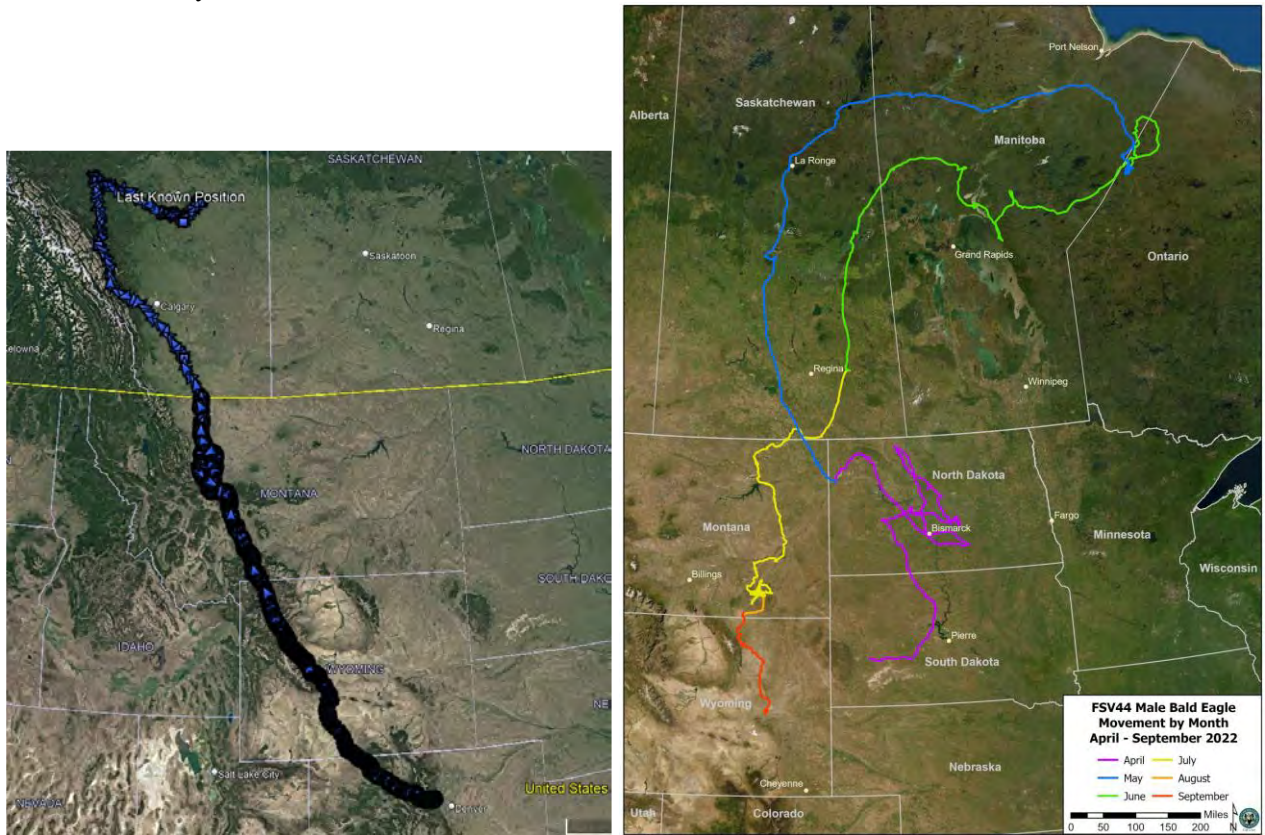 SASKATCHEWAN
Last Known Position
Saskatoon
Calgary
Regina
Kelowna
NORTH DAKOTA
MONTANA
SOUTH DAKO
IDAHO
WYOMING
NE
Salt Lake City
United States
NEVADA
Denver
Port Nelson
Saskatchewan
Alberta
Manitoba
La Ronge
Grand Rapids
Ontario
Regina
Winnipeg
North Dakota
Fargo
Bismarck
Montana
Minnesota
Billings
Wisconsin
Pierre
South Dakota
Wyoming
Nebraska
Cheyenne
Utah
Colorado
FSV44 Male Bald Eagle
Movement by Month
April - September 2022
April
July
May
August
June
September
0 50 100 150 200 Miles
N